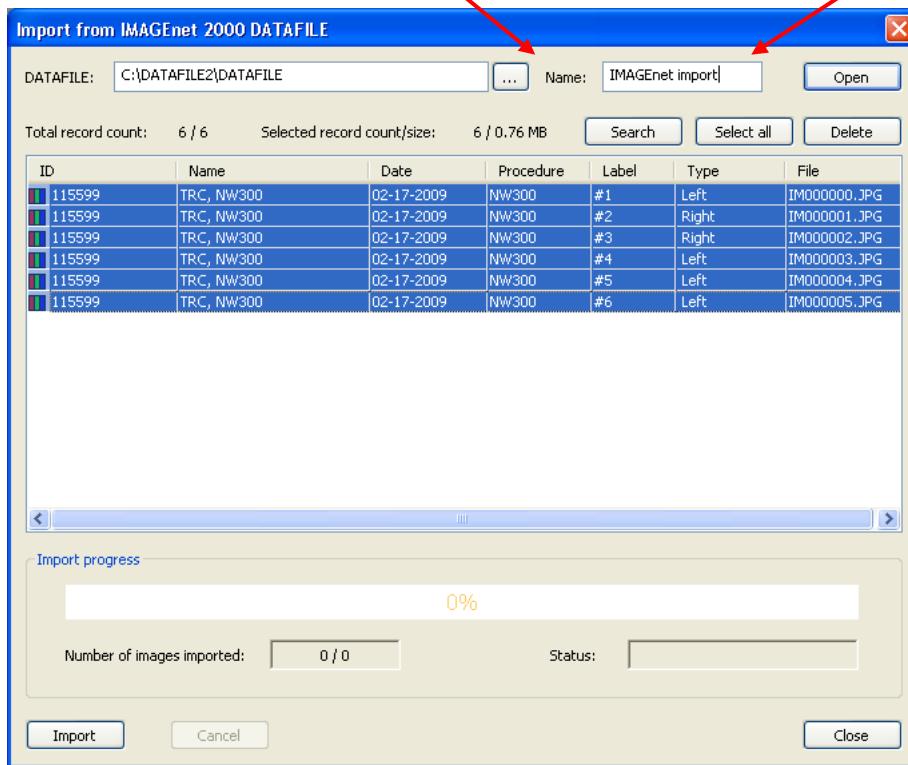 Import from IMAGEnet 2000 DATAFILE
DATAFILE: C:\DATAFILE2\DATAFILE ... Name: IMAGEnet import Open
Total record count: 6 / 6 Selected record count/size: 6 / 0.76 MB Search Select all Delete
ID Name Date Procedure Label Type File
115599 TRC, NW300 02-17-2009 NW300 #1 Left IM000000.JPG
115599 TRC, NW300 02-17-2009 NW300 #2 Right IM000001.JPG
115599 TRC, NW300 02-17-2009 NW300 #3 Right IM000002.JPG
115599 TRC, NW300 02-17-2009 NW300 #4 Left IM000003.JPG
115599 TRC, NW300 02-17-2009 NW300 #5 Left IM000004.JPG
115599 TRC, NW300 02-17-2009 NW300 #6 Left IM000005.JPG
Import progress
0%
Number of images imported: 0 / 0 Status:
Import Cancel Close